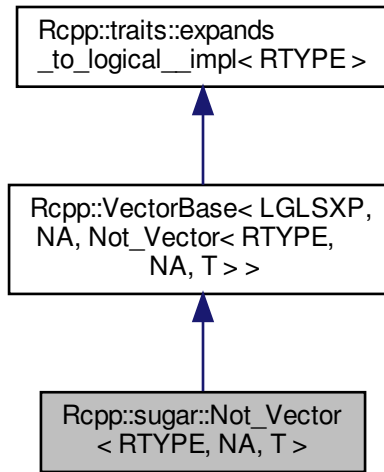 Rcpp::traits::expands
_to_logical__impl< RTYPE >
Rcpp::VectorBase< LGLSXP,
NA, Not_Vector< RTYPE,
NA, T > >
Rcpp::sugar::Not_Vector
< RTYPE, NA, T >